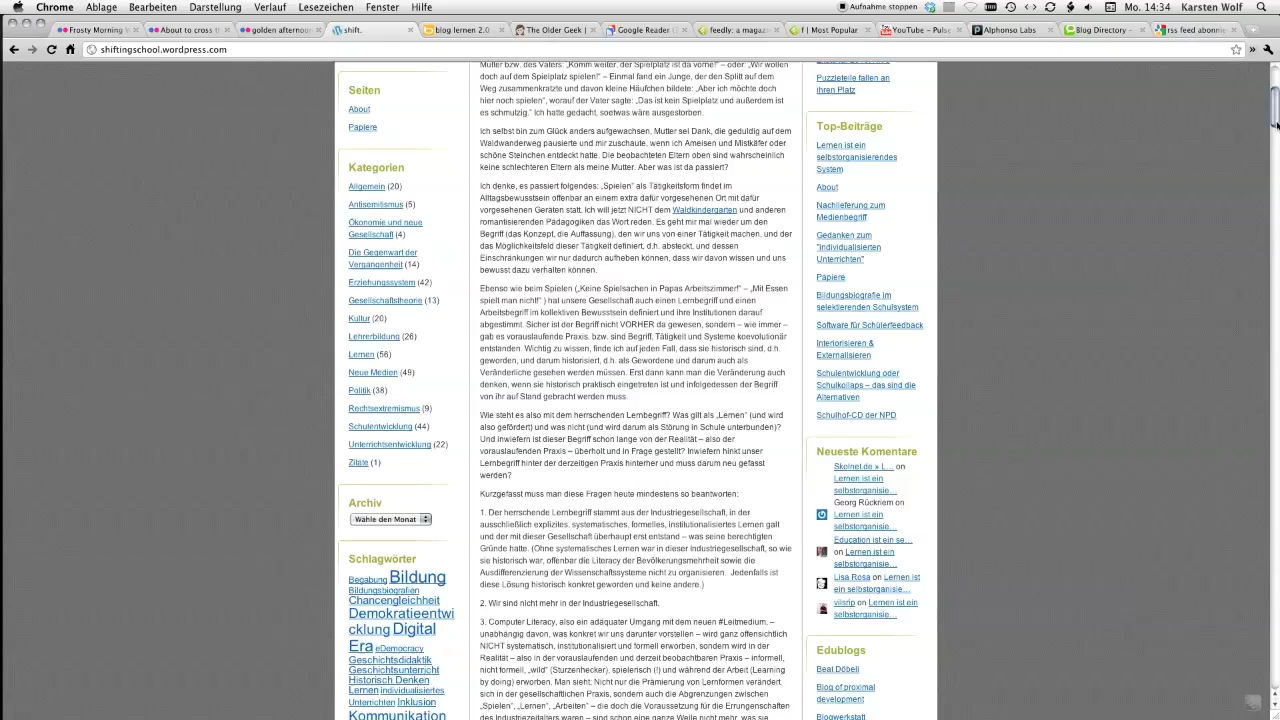 Chrome Ablage Bearbeiten Darstellung Verlauf Lesezeichen Fenster Hilfe
Aufnahme stoppen
Mo. 14:34 Karsten Wolf
Frosty Morning
About to cross th
golden afternoo
shift.
blog lernen 2.0
The Older Geek |
Google Reader (
feedly: a magazi
f | Most Popular
YouTube - Pulse
Alphonso Labs
Blog Directory -
rss feed abonnie
shiftingschool.wordpress.com
Seiten
About
Papiere
Kategorien
Allgemein (20)
Antisemitismus (5)
Ökonomie und neue
Gesellschaft (4)
Die Gegenwart der
Vergangenheit (14)
Erziehungssystem (42)
Gesellschaftstheorie (13)
Kultur (20)
Lehrerbildung (26)
Lernen (56)
Neue Medien (49)
Politik (38)
Rechtsextremismus (9)
Schulentwicklung (44)
Unterrichtsentwicklung (22)
Zitate (1)
Archiv
Wähle den Monat
Schlagwörter
Begabung Bildung
Bildungsbiografien
Chancengleichheit
Demokratieentwi
cklung Digital
Era eDemocracy
Geschichtsdidaktik
Geschichtsunterricht
Historisch Denken
Lernen individualisiertes
Unterrichten Inklusion
Kommunikation
Mutter bzw. des Vaters: „Komm weiter, der Spielplatz ist da vorne!“ – oder: „Wir wollen
doch auf dem Spielplatz spielen!“ – Einmal fand ein Junge, der den Splitt auf dem
Weg zusammenkratzte und davon kleine Häufchen bildete: „Aber ich möchte doch
hier noch spielen“, worauf der Vater sagte: „Das ist kein Spielplatz und außerdem ist
es schmutzig.“ Ich hatte gedacht, soetwas wäre ausgestorben.
Ich selbst bin zum Glück anders aufgewachsen, Mutter sei Dank, die geduldig auf dem
Waldwanderweg pausierte und mir zuschaute, wenn ich Ameisen und Mistkäfer oder
schöne Steinchen entdeckt hatte. Die beobachteten Eltern oben sind wahrscheinlich
keine schlechteren Eltern als meine Mutter. Aber was ist da passiert?
Ich denke, es passiert folgendes: „Spielen“ als Tätigkeitsform findet im
Alltagsbewusstsein offenbar an einem extra dafür vorgesehenen Ort mit dafür
vorgesehenen Geräten statt. Ich will jetzt NICHT dem Waldkindergarten und anderen
romantisierenden Pädagogiken das Wort reden. Es geht mir mal wieder um den
Begriff (das Konzept, die Auffassung), den wir uns von einer Tätigkeit machen, und der
das Möglichkeitsfeld dieser Tätigkeit definiert, d.h. absteckt, und dessen
Einschränkungen wir nur dadurch aufheben können, dass wir davon wissen und uns
bewusst dazu verhalten können.
Ebenso wie beim Spielen („Keine Spielsachen in Papas Arbeitszimmer!“ – „Mit Essen
spielt man nicht!“ ) hat unsere Gesellschaft auch einen Lernbegriff und einen
Arbeitsbegriff im kollektiven Bewusstsein definiert und ihre Institutionen darauf
abgestimmt. Sicher ist der Begriff nicht VORHER da gewesen, sondern – wie immer –
gab es vorauslaufende Praxis, bzw. sind Begriff, Tätigkeit und Systeme koevolutionär
entstanden. Wichtig zu wissen, finde ich auf jeden Fall, dass sie historisch sind, d.h.
geworden, und darum historisiert, d.h. als Gewordene und darum auch als
Veränderliche gesehen werden müssen. Erst dann kann man die Veränderung auch
denken, wenn sie historisch praktisch eingetreten ist und infolgedessen der Begriff
von ihr auf Stand gebracht werden muss.
Wie steht es also mit dem herrschenden Lernbegriff? Was gilt als „Lernen“ (und wird
also gefördert) und was nicht (und wird darum als Störung in Schule unterbunden)?
Und inwiefern ist dieser Begriff schon lange von der Realität – also der
vorauslaufenden Praxis – überholt und in Frage gestellt? Inwiefern hinkt unser
Lernbegriff hinter der derzeitigen Praxis hinterher und muss darum neu gefasst
werden?
Kurzgefasst muss man diese Fragen heute mindestens so beantworten:
1. Der herrschende Lernbegriff stammt aus der Industriegesellschaft, in der
ausschließlich explizites, systematisches, formelles, institutionalisiertes Lernen galt
und der mit dieser Gesellschaft überhaupt erst entstand – was seine berechtigten
Gründe hatte. (Ohne systematisches Lernen war in dieser Industriegesellschaft, so wie
sie historisch war, offenbar die Literacy der Bevölkerungsmehrheit sowie die
Ausdifferenzierung der Wissenschaftssysteme nicht zu organisieren. Jedenfalls ist
diese Lösung historisch konkret geworden und keine andere.)
2. Wir sind nicht mehr in der Industriegesellschaft.
3. Computer Literacy, also ein adäquater Umgang mit dem neuen #Leitmedium, –
unabhängig davon, was konkret wir uns darunter vorstellen – wird ganz offensichtlich
NICHT systematisch, institutionalisiert und formell erworben, sondern wird in der
Realität – also in der vorauslaufenden und derzeit beobachtbaren Praxis – informell,
nicht formell, „wild“ (Sturzenhecker), spielerisch (!) und während der Arbeit (Learning
by doing) erworben. Man sieht: Nicht nur die Prämierung von Lernformen verändert
sich in der gesellschaftlichen Praxis, sondern auch die Abgrenzungen zwischen
„Spielen“, „Lernen“, „Arbeiten“ – die doch die Voraussetzung für die Errungenschaften
des Industriezeitalters waren – sind schon eine ganze Weile nicht mehr, was sie
Puzzleteile fallen an
ihren Platz
Top-Beiträge
Lernen ist ein
selbstorganisierendes
System
About
Nachlieferung zum
Medienbegriff
Gedanken zum
"individualisierten
Unterrichten"
Papiere
Bildungsbiografie im
selektierenden Schulsystem
Software für Schülerfeedback
Interiorisieren &
Externalisieren
Schulentwicklung oder
Schulkollaps – das sind die
Alternativen
Schulhof-CD der NPD
Neueste Komentare
Skolnet.de » L… on
Lernen ist ein
selbstorganisie…
Georg Rückriem on
Lernen ist ein
selbstorganisie…
Education ist ein se…
on Lernen ist ein
selbstorganisie…
Lisa Rosa on Lernen ist
ein selbstorganisie…
vilsrip on Lernen ist ein
selbstorganisie…
Edublogs
Beat Döbeli
Blog of proximal
development
Blogwerkstatt